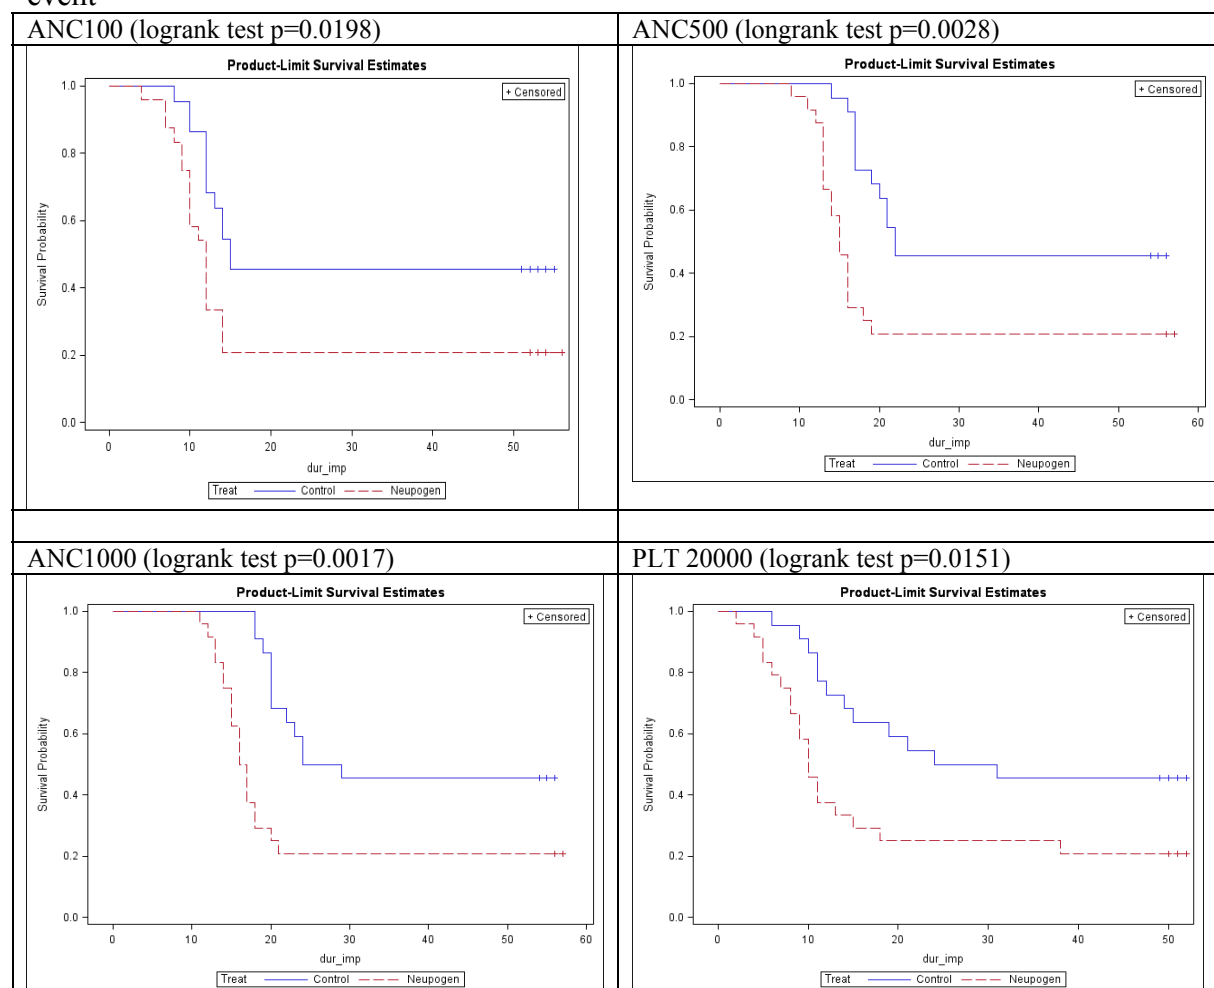 event
ANC100 (logrank test p=0.0198)
Product-Limit Survival Estimates
+ Censored
1.0
0.8
0.6
0.4
0.2
0.0
Survival Probability
0 10 20 30 40 50
dur_imp
Treat Control Neupogen
ANC500 (longrank test p=0.0028)
Product-Limit Survival Estimates
+ Censored
1.0
0.8
0.6
0.4
0.2
0.0
Survival Probability
0 10 20 30 40 50 60
dur_imp
Treat Control Neupogen
ANC1000 (logrank test p=0.0017)
Product-Limit Survival Estimates
+ Censored
1.0
0.8
0.6
0.4
0.2
0.0
Survival Probability
0 10 20 30 40 50 60
dur_imp
Treat Control Neupogen
PLT 20000 (logrank test p=0.0151)
Product-Limit Survival Estimates
+ Censored
1.0
0.8
0.6
0.4
0.2
0.0
Survival Probability
0 10 20 30 40 50
dur_imp
Treat Control Neupogen